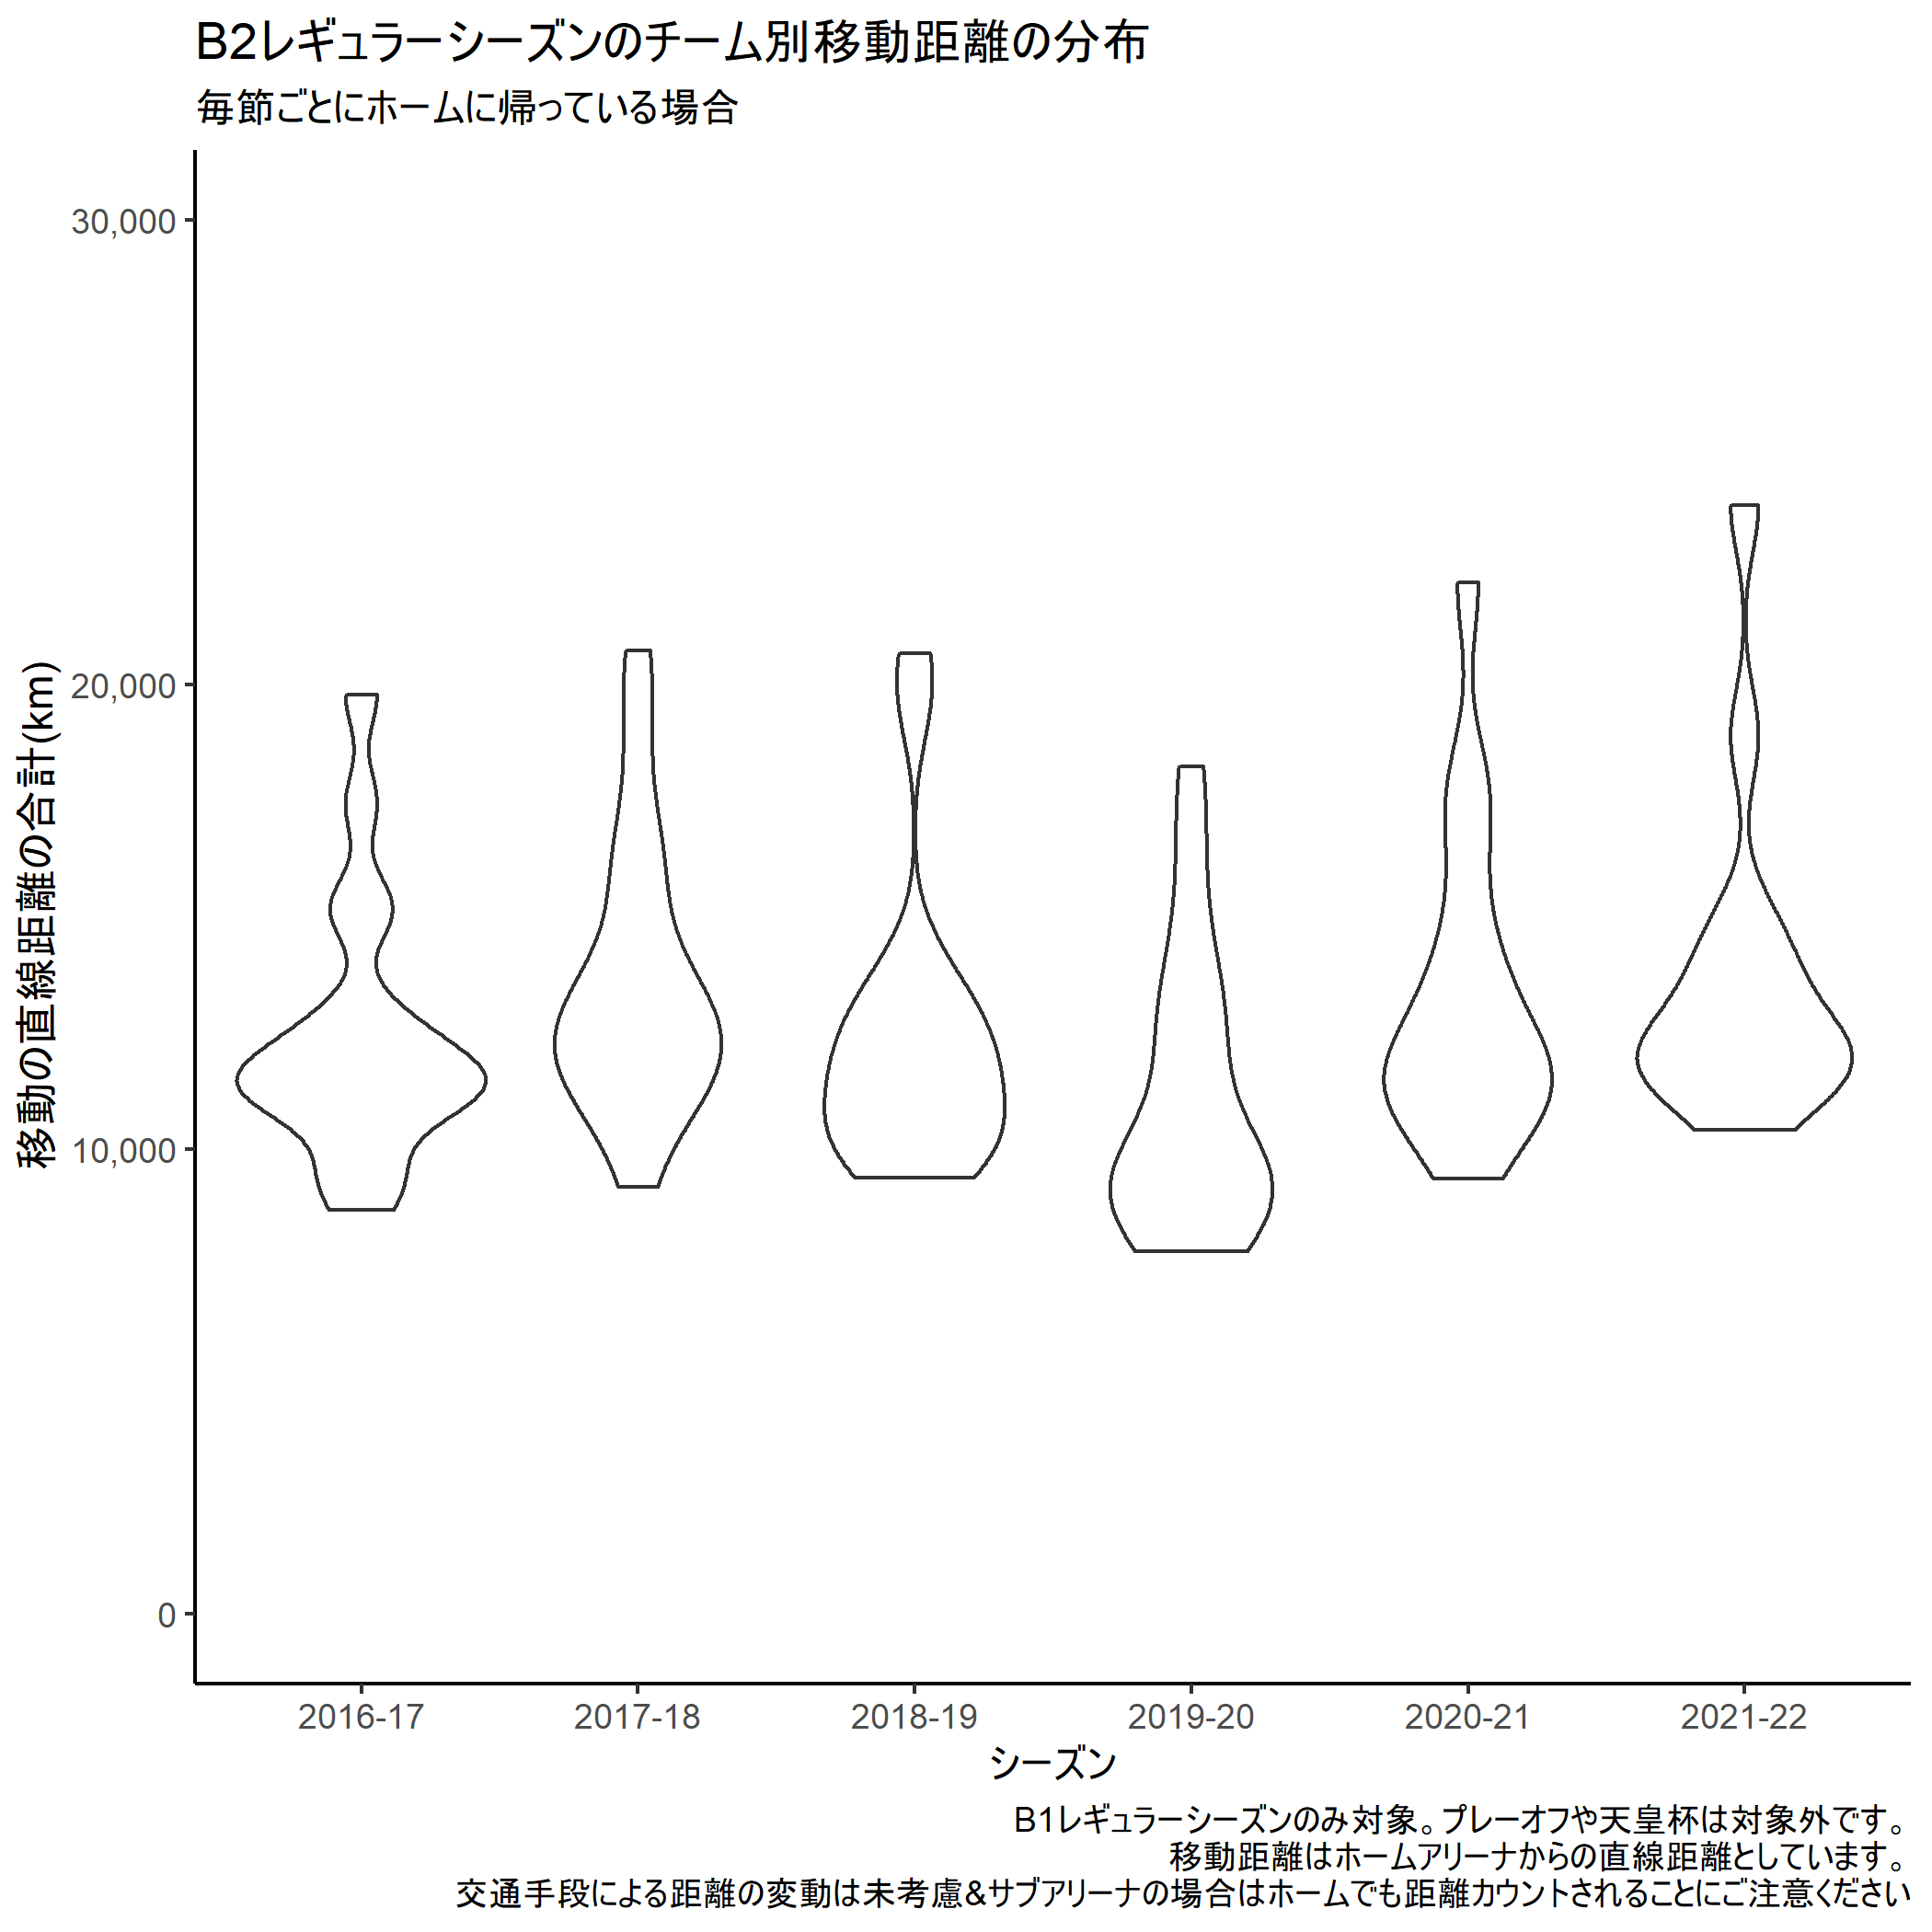 B2レギュラーシーズンのチーム別移動距離の分布
毎節ごとにホームに帰っている場合
移動の直線距離の合計(km)
30,000
20,000
10,000
0
2016-17 2017-18 2018-19 2019-20 2020-21 2021-22
シーズン
B1レギュラーシーズンのみ対象。プレーオフや天皇杯は対象外です。
移動距離はホームアリーナからの直線距離としています。
交通手段による距離の変動は未考慮&サブアリーナの場合はホームでも距離カウントされることにご注意ください